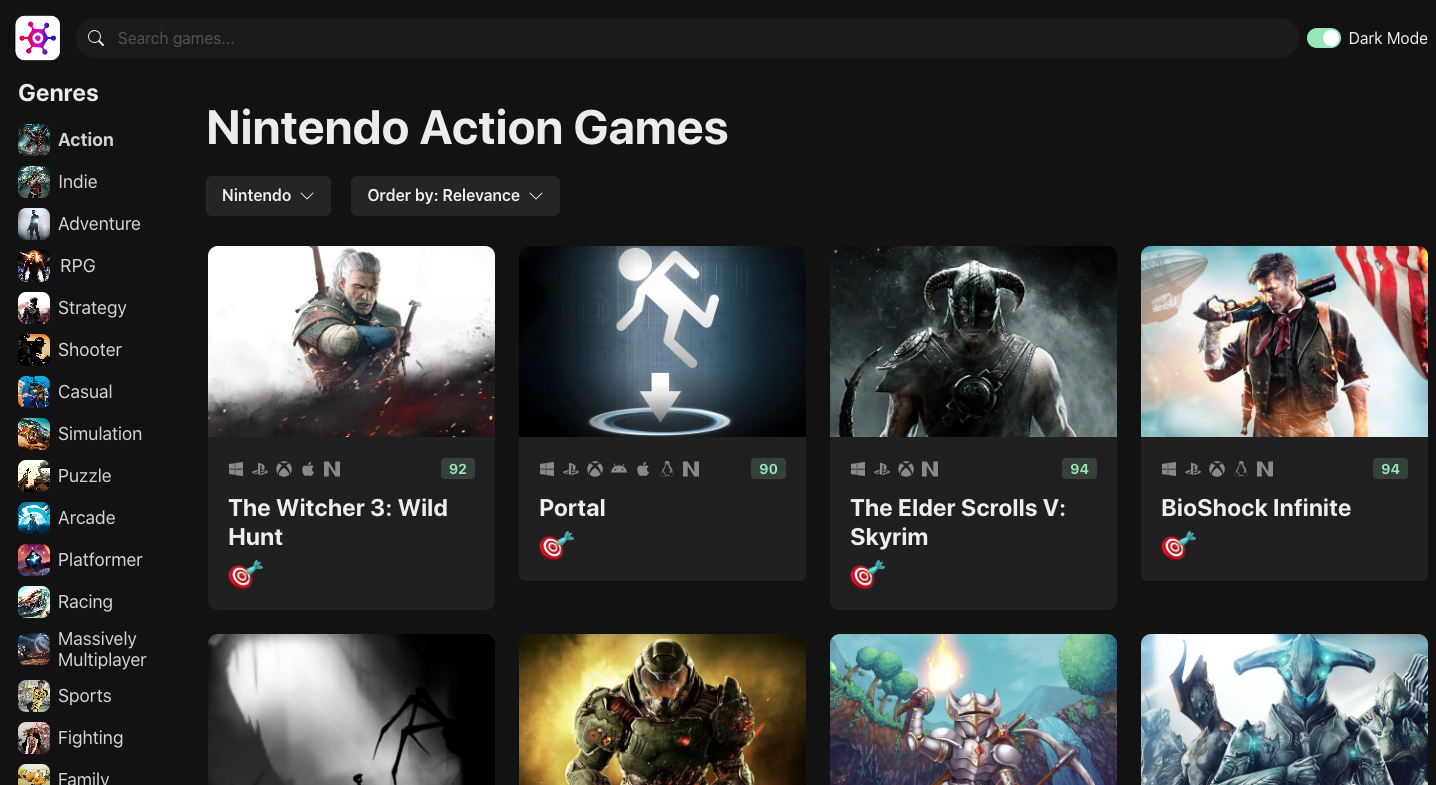 Search games...
Dark Mode
Genres
Action
Indie
Adventure
RPG
Strategy
Shooter
Casual
Simulation
Puzzle
Arcade
Platformer
Racing
Massively
Multiplayer
Sports
Fighting
Family
Nintendo Action Games
Nintendo
Order by: Relevance
92
The Witcher 3: Wild
Hunt
90
Portal
94
The Elder Scrolls V:
Skyrim
94
BioShock Infinite